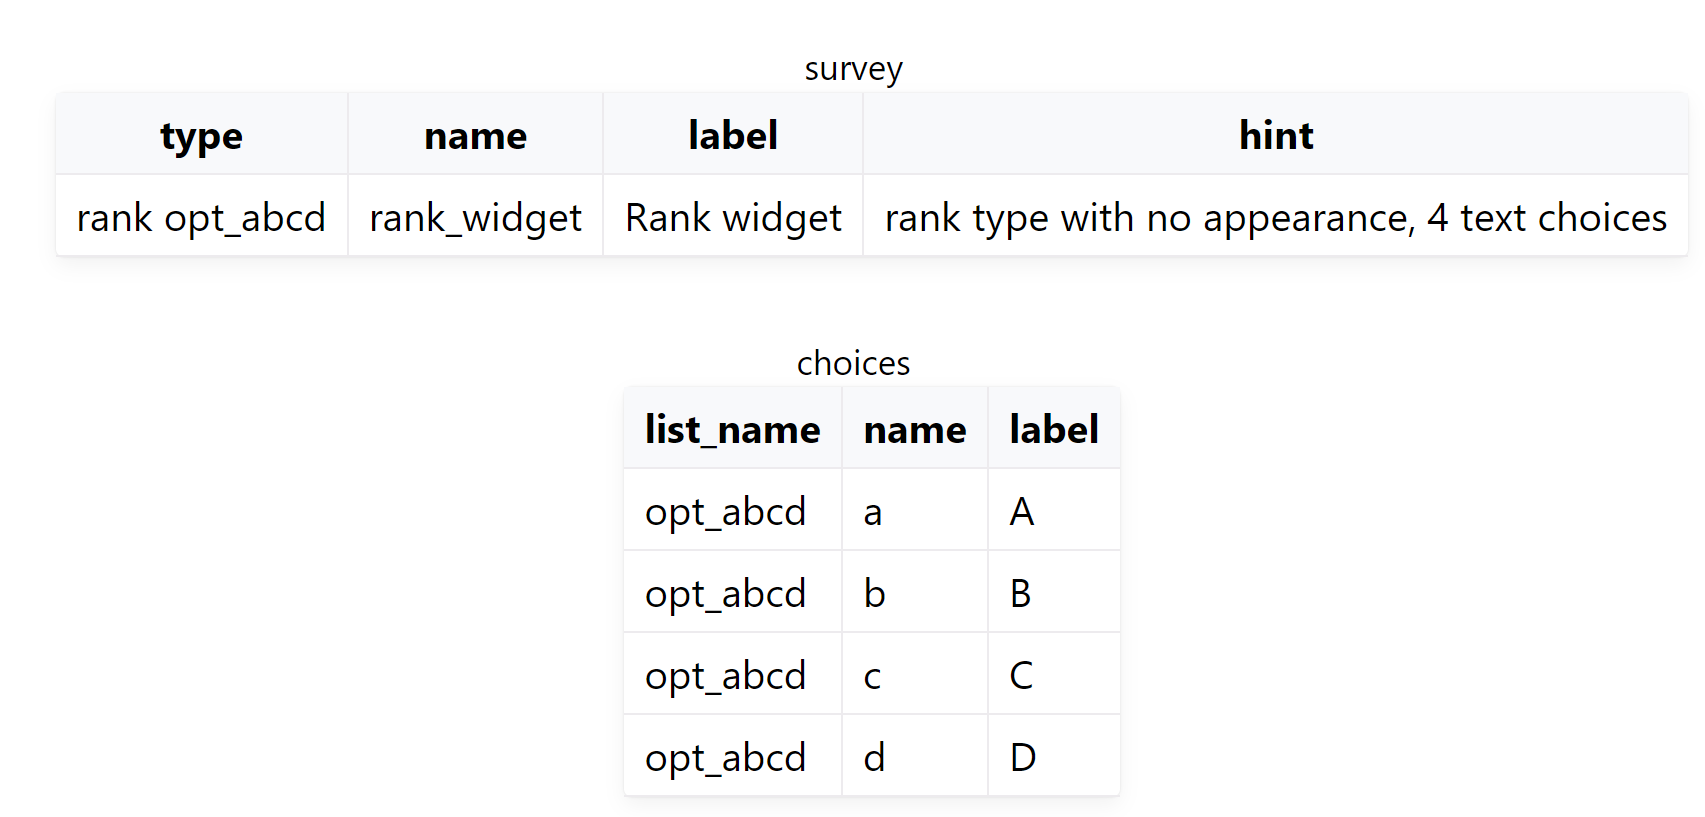 survey
type name label hint
rank opt_abcd rank_widget Rank widget rank type with no appearance, 4 text choices
choices
list_name name label
opt_abcd a A
opt_abcd b B
opt_abcd c C
opt_abcd d D